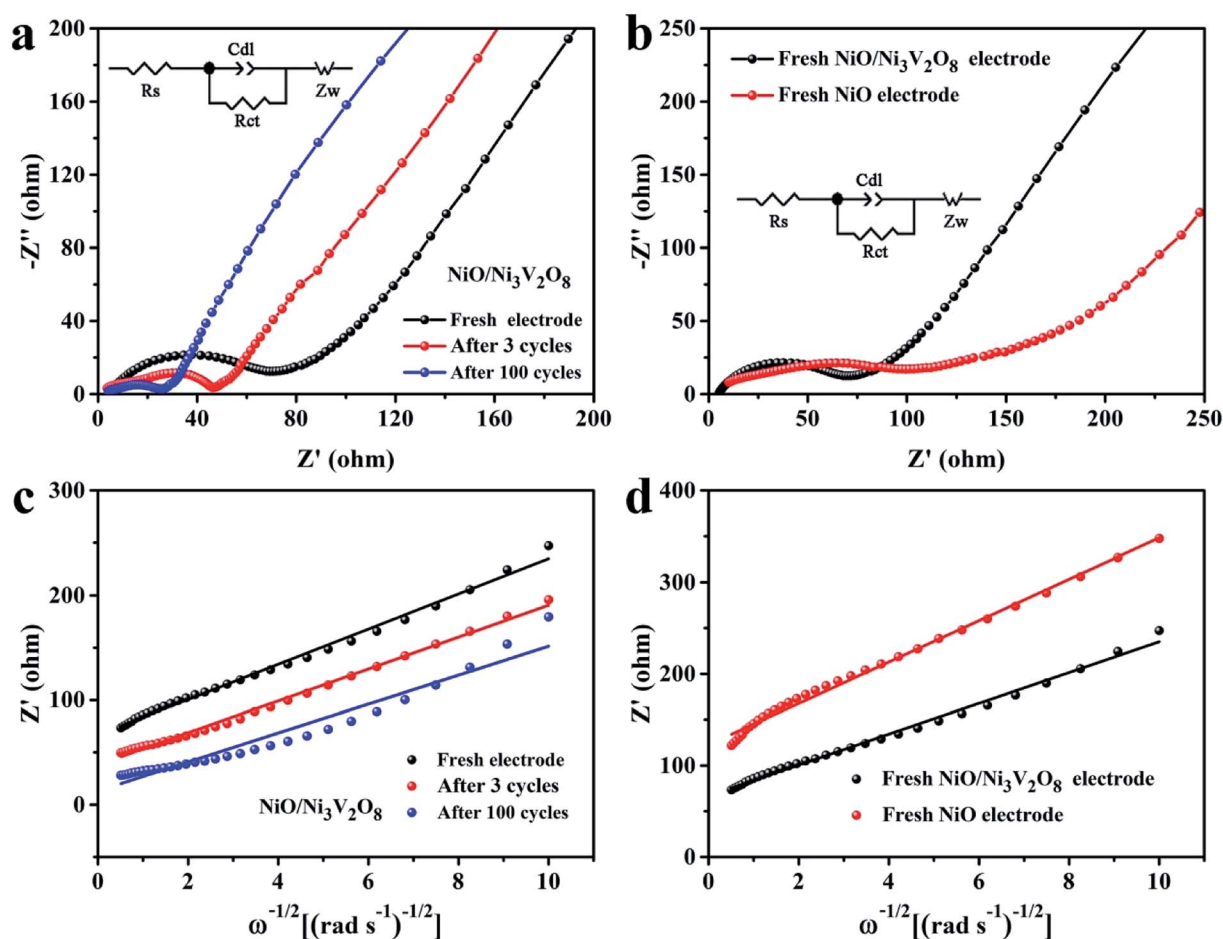 a
200
160
120
80
40
0
-Z'' (ohm)
Cdl
Rs
Rct
Zw
NiO/Ni₃V₂O₈
Fresh electrode
After 3 cycles
After 100 cycles
0 40 80 120 160 200
Z' (ohm)
b
250
200
150
100
50
0
-Z'' (ohm)
Fresh NiO/Ni₃V₂O₈ electrode
Fresh NiO electrode
Cdl
Rs
Rct
Zw
0 50 100 150 200 250
Z' (ohm)
c
300
200
100
0
Z' (ohm)
Fresh electrode
After 3 cycles
NiO/Ni₃V₂O₈
After 100 cycles
0 2 4 6 8 10
ω⁻¹/²[(rad s⁻¹)⁻¹/²]
d
400
300
200
100
0
Z' (ohm)
Fresh NiO/Ni₃V₂O₈ electrode
Fresh NiO electrode
0 2 4 6 8 10
ω⁻¹/²[(rad s⁻¹)⁻¹/²]